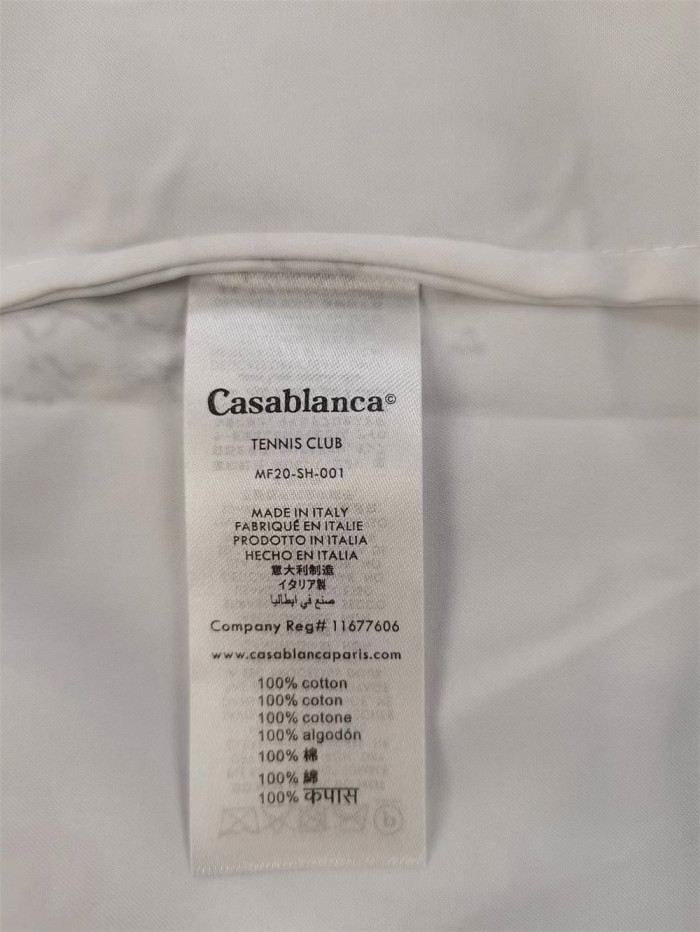 Casablanca©
TENNIS CLUB
MF20-SH-001
MADE IN ITALY
FABRIQUÉ EN ITALIE
PRODOTTO IN ITALIA
HECHO EN ITALIA
意大利制造
イタリア製
صنع في ايطاليا
Company Reg# 11677606
www.casablancaparis.com
100% cotton
100% coton
100% cotone
100% algodón
100% 棉
100% 綿
100% कपास